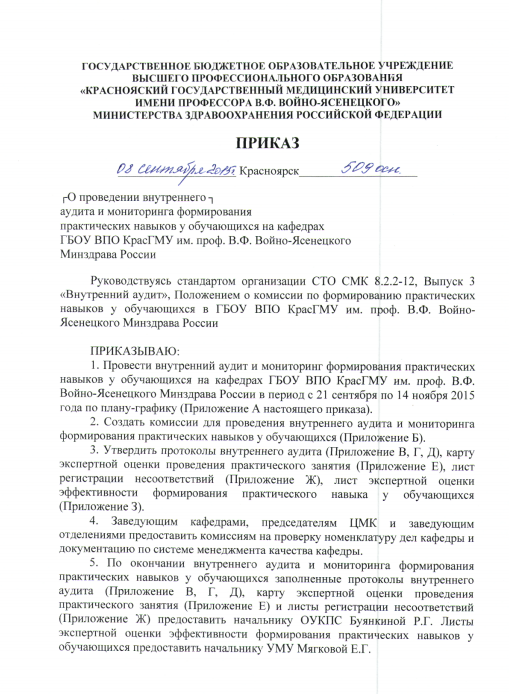 ГОСУДАРСТВЕННОЕ БЮДЖЕТНОЕ ОБРАЗОВАТЕЛЬНОЕ УЧРЕЖДЕНИЕ
ВЫСШЕГО ПРОФЕССИОНАЛЬНОГО ОБРАЗОВАНИЯ
«КРАСНОЯСКИЙ ГОСУДАРСТВЕННЫЙ МЕДИЦИНСКИЙ УНИВЕРСИТЕТ
ИМЕНИ ПРОФЕССОРА В.Ф. ВОЙНО-ЯСЕНЕЦКОГО»
МИНИСТЕРСТВА ЗДРАВООХРАНЕНИЯ РОССИЙСКОЙ ФЕДЕРАЦИИ
ПРИКАЗ
08 сентября 2015г Красноярск 509 осн.
О проведении внутреннего
аудита и мониторинга формирования
практических навыков у обучающихся на кафедрах
ГБОУ ВПО КрасГМУ им. проф. В.Ф. Войно-Ясенецкого
Минздрава России
Руководствуясь стандартом организации СТО СМК 8.2.2-12, Выпуск 3
«Внутренний аудит», Положением о комиссии по формированию практических
навыков у обучающихся в ГБОУ ВПО КрасГМУ им. проф. В.Ф. Войно-
Ясенецкого Минздрава России
ПРИКАЗЫВАЮ:
1. Провести внутренний аудит и мониторинг формирования практических
навыков у обучающихся на кафедрах ГБОУ ВПО КрасГМУ им. проф. В.Ф.
Войно-Ясенецкого Минздрава России в период с 21 сентября по 14 ноября 2015
года по плану-графику (Приложение А настоящего приказа).
2. Создать комиссии для проведения внутреннего аудита и мониторинга
формирования практических навыков у обучающихся (Приложение Б).
3. Утвердить протоколы внутреннего аудита (Приложение В, Г, Д), карту
экспертной оценки проведения практического занятия (Приложение Е), лист
регистрации несоответствий (Приложение Ж), лист экспертной оценки
эффективности формирования практического навыка у обучающихся
(Приложение З).
4. Заведующим кафедрами, председателям ЦМК и заведующим
отделениями предоставить комиссиям на проверку номенклатуру дел кафедры и
документацию по системе менеджмента качества кафедры.
5. По окончании внутреннего аудита и мониторинга формирования
практических навыков у обучающихся заполненные протоколы внутреннего
аудита (Приложение В, Г, Д), карту экспертной оценки проведения
практического занятия (Приложение Е) и листы регистрации несоответствий
(Приложение Ж) предоставить начальнику ОУКПС Буянкиной Р.Г. Листы
экспертной оценки эффективности формирования практических навыков у
обучающихся предоставить начальнику УМУ Мягковой Е.Г.